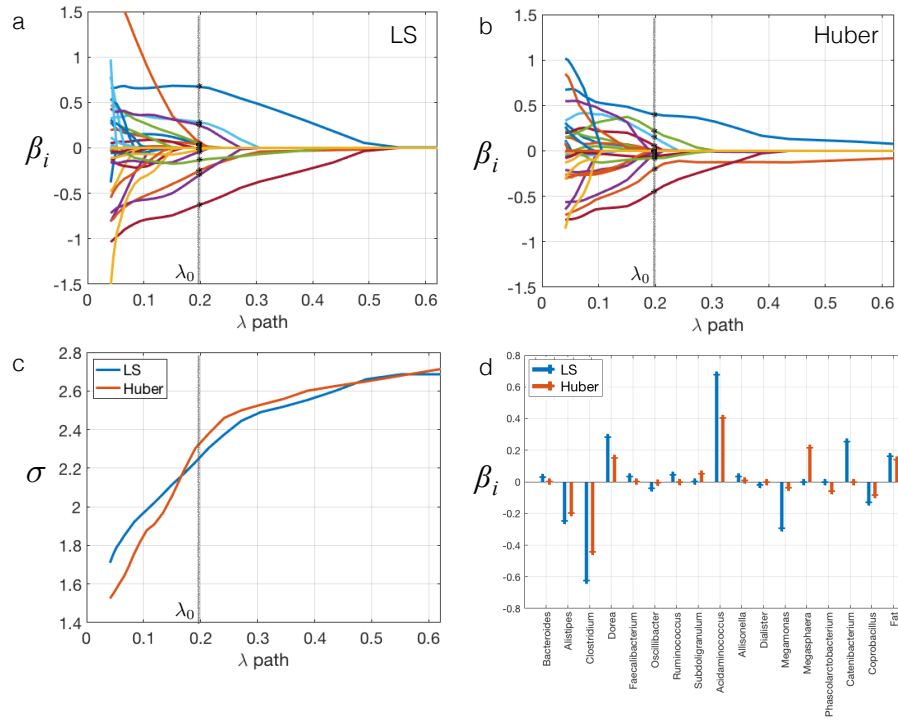 a
LS
1.5
1
0.5
0
-0.5
-1
-1.5
βi
λ0
0 0.1 0.2 0.3 0.4 0.5 0.6
λ path
b
Huber
1.5
1
0.5
0
-0.5
-1
-1.5
βi
λ0
0 0.1 0.2 0.3 0.4 0.5 0.6
λ path
c
LS
Huber
2.8
2.6
2.4
2.2
2
1.8
1.6
1.4
σ
λ0
0 0.1 0.2 0.3 0.4 0.5 0.6
λ path
d
LS
Huber
0.8
0.6
0.4
0.2
0
-0.2
-0.4
-0.6
-0.8
βi
Bacteroides
Alistipes
Clostridium
Dorea
Faecalibacterium
Oscillibacter
Ruminococcus
Subdoligranulum
Acidaminococcus
Allisonella
Dialister
Megamonas
Megasphaera
Phascolarctobacterium
Catenibacterium
Coprobacillus
Fat